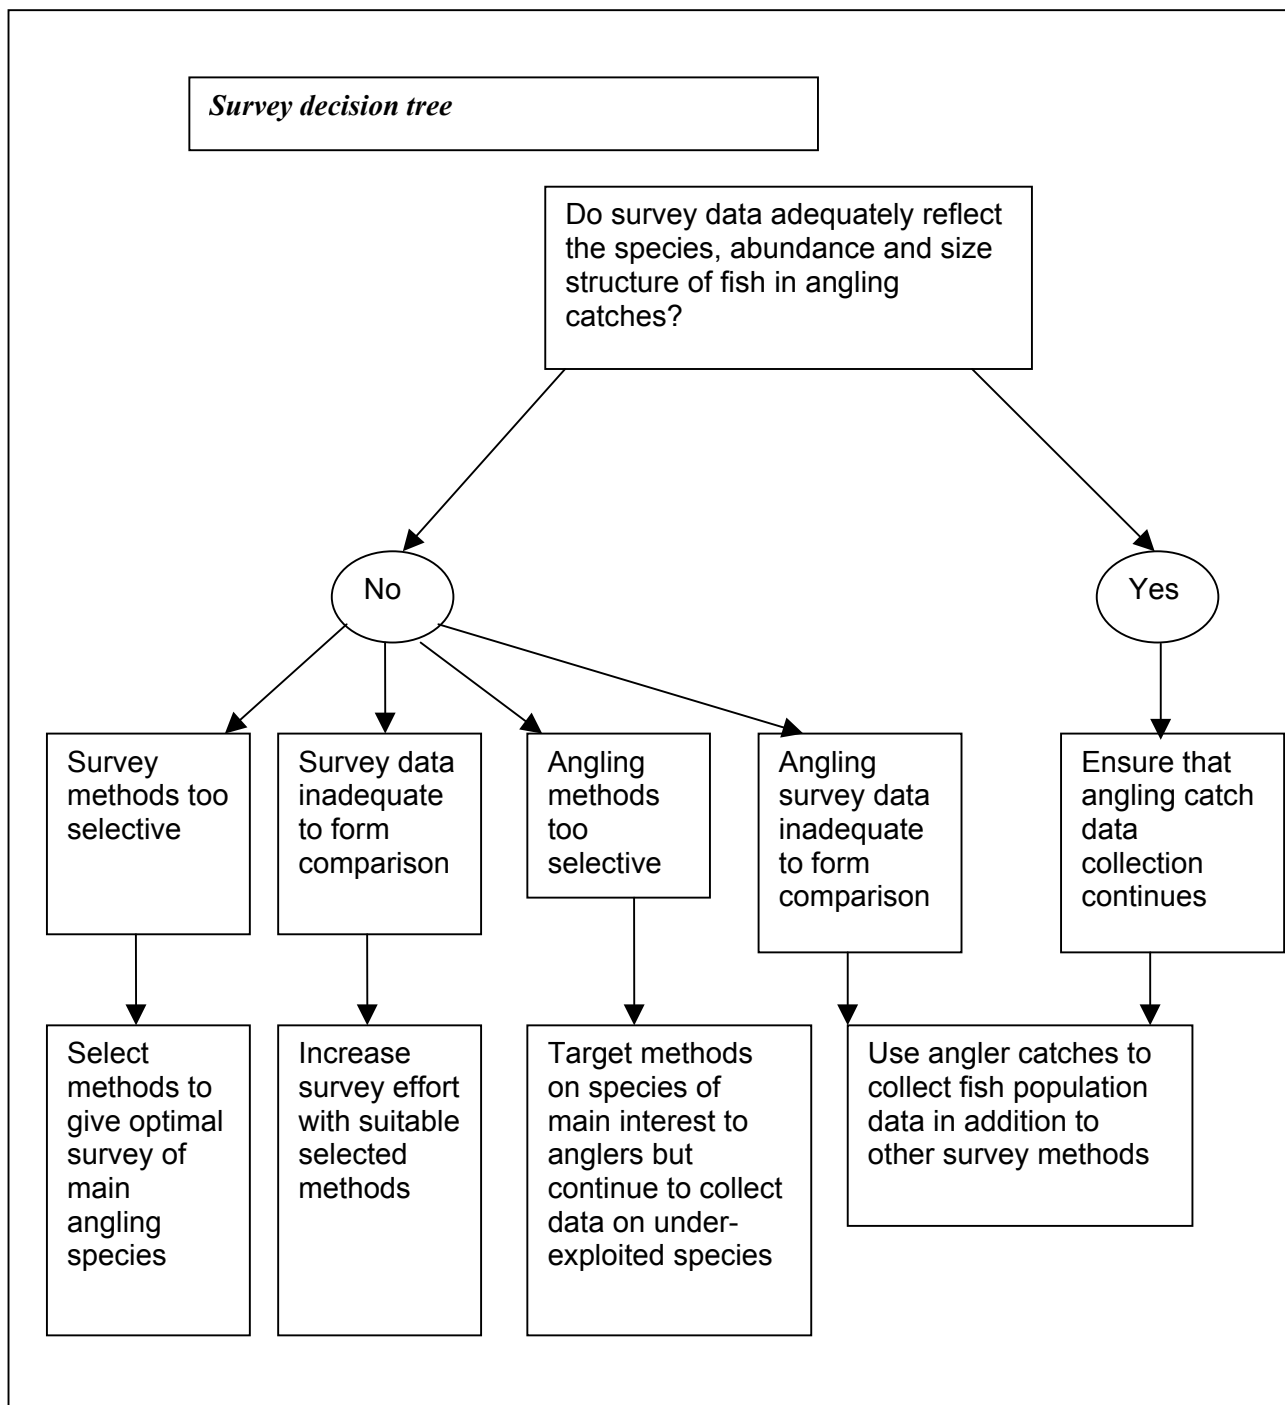 Survey decision tree
Do survey data adequately reflect
the species, abundance and size
structure of fish in angling
catches?
No
Yes
Survey
methods too
selective
Survey data
inadequate
to form
comparison
Angling
methods
too
selective
Angling
survey data
inadequate
to form
comparison
Ensure that
angling catch
data
collection
continues
Select
methods to
give optimal
survey of
main
angling
species
Increase
survey effort
with suitable
selected
methods
Target methods
on species of
main interest to
anglers but
continue to collect
data on under-
exploited species
Use angler catches to
collect fish population
data in addition to
other survey methods